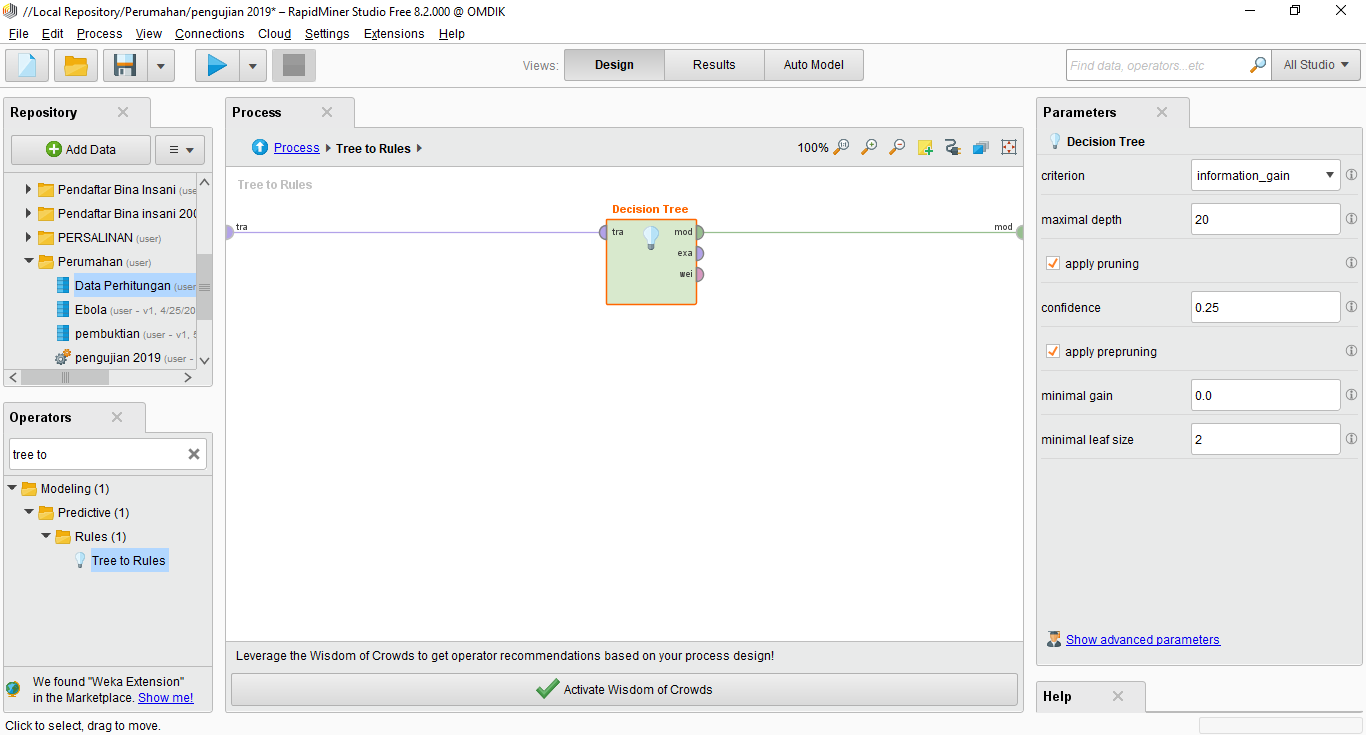 //Local Repository/Perumahan/pengujian 2019* – RapidMiner Studio Free 8.2.000 @ OMDIK
File Edit Process View Connections Cloud Settings Extensions Help
Views: Design Results Auto Model
Find data, operators...etc
All Studio
Repository
Add Data
Pendaftar Bina Insani (use
Pendaftar Bina insani 200
PERSALINAN (user)
Perumahan (user)
Data Perhitungan (user
Ebola (user - v1, 4/25/20
pembuktian (user - v1, 5
pengujian 2019 (user -
Operators
tree to
Modeling (1)
Predictive (1)
Rules (1)
Tree to Rules
We found "Weka Extension"
in the Marketplace. Show me!
Process
Process Tree to Rules
100%
Tree to Rules
Decision Tree
tra
tra
mod
exa
wei
mod
Leverage the Wisdom of Crowds to get operator recommendations based on your process design!
Activate Wisdom of Crowds
Parameters
Decision Tree
criterion information_gain
maximal depth 20
apply pruning
confidence 0.25
apply prepruning
minimal gain 0.0
minimal leaf size 2
Show advanced parameters
Help
Click to select, drag to move.